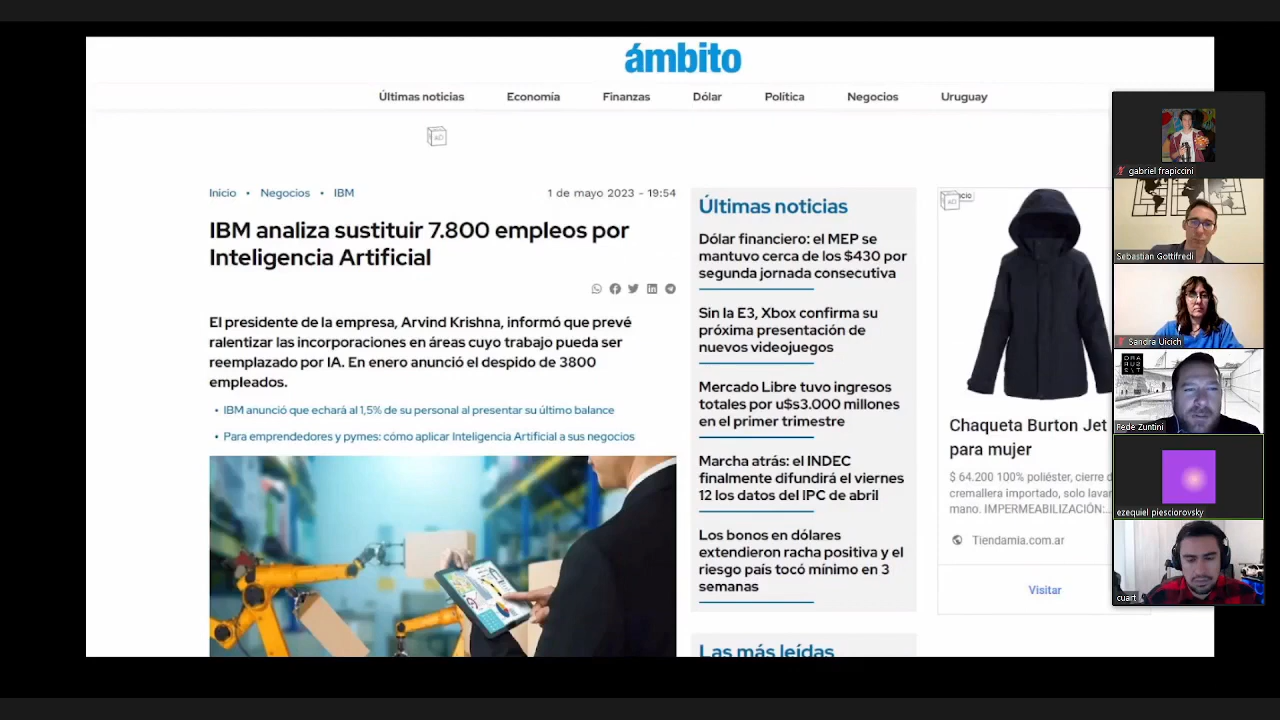 ámbito
Últimas noticias
Economía
Finanzas
Dólar
Política
Negocios
Uruguay
Inicio • Negocios • IBM
1 de mayo 2023 - 19:54
IBM analiza sustituir 7.800 empleos por
Inteligencia Artificial
El presidente de la empresa, Arvind Krishna, informó que prevé
ralentizar las incorporaciones en áreas cuyo trabajo pueda ser
reemplazado por IA. En enero anunció el despido de 3800
empleados.
• IBM anunció que echará al 1,5% de su personal al presentar su último balance
• Para emprendedores y pymes: cómo aplicar Inteligencia Artificial a sus negocios
Últimas noticias
Dólar financiero: el MEP se
mantuvo cerca de los $430 por
segunda jornada consecutiva
Sin la E3, Xbox confirma su
próxima presentación de
nuevos videojuegos
Mercado Libre tuvo ingresos
totales por u$s3.000 millones
en el primer trimestre
Marcha atrás: el INDEC
finalmente difundirá el viernes
12 los datos del IPC de abril
Los bonos en dólares
extendieron racha positiva y el
riesgo país tocó mínimo en 3
semanas
Las más leídas
Chaqueta Burton Jet
para mujer
$ 64.200 100% poliéster, cierre d
cremallera importado, solo lavar
mano. IMPERMEABILIZACIÓN:...
Tiendamia.com.ar
Visitar
gabriel frapiccini
Sebastian Gottifredi
Sandra Uicich
Fede Zuntini
ezequiel piesciorovsky
cuart